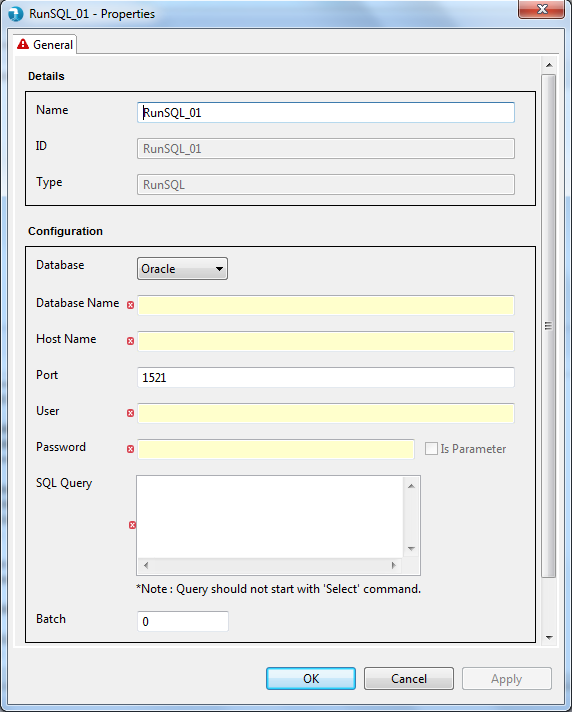 RunSQL_01 - Properties
General
Details
Name RunSQL_01
ID RunSQL_01
Type RunSQL
Configuration
Database Oracle
Database Name
Host Name
Port 1521
User
Password Is Parameter
SQL Query
*Note : Query should not start with 'Select' command.
Batch 0
OK Cancel Apply